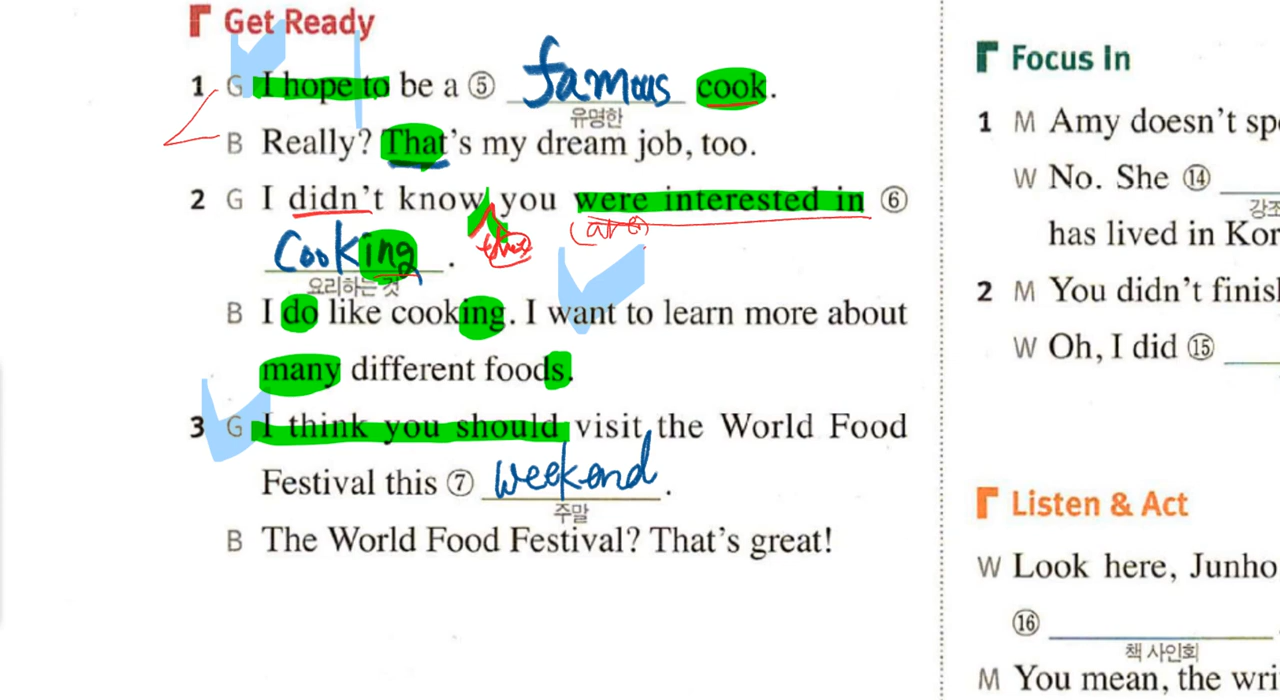 Get Ready
1 G I hope to be a ⑤ famous cook.
유명한
B Really? That's my dream job, too.
2 G I didn't know you were interested in ⑥
(are)
that
cooking.
요리하는 것
B I do like cooking. I want to learn more about
many different foods.
3 G I think you should visit the World Food
Festival this ⑦ weekend.
주말
B The World Food Festival? That's great!
Focus In
1 M Amy doesn't
W No. She ⑭
강조
has lived in
2 M You didn't
W Oh, I did ⑮
Listen & Act
W Look here, Junho
⑯
책 사인회
M You mean, the